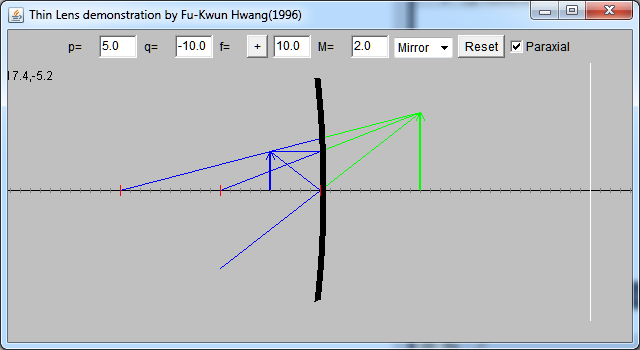 Thin Lens demonstration by Fu-Kwun Hwang(1996)
p= 5.0 q= -10.0 f= + 10.0 M= 2.0 Mirror Reset Paraxial
17.4,-5.2